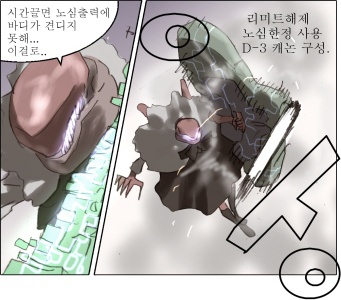 시간끌면 노심출력에
바디가 견디지
못해...
이걸로..
리미트해제
노심한정 사용
D-3 캐논 구성.